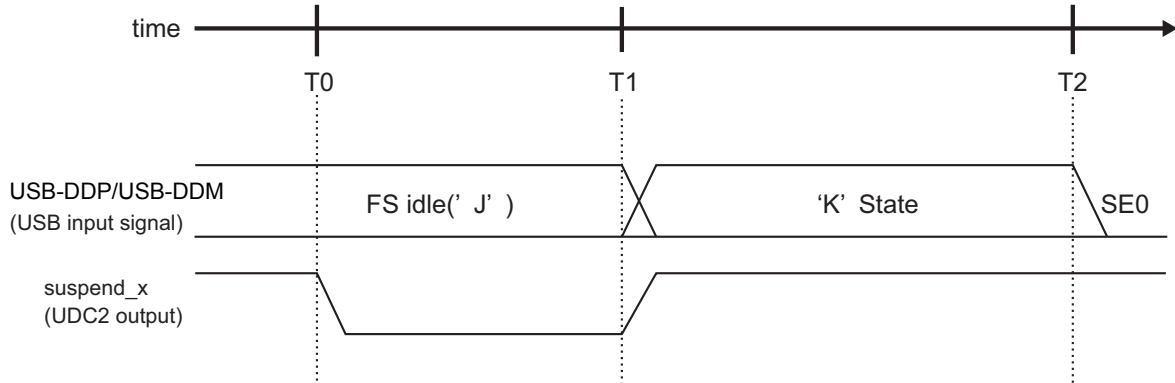 time
T0 T1 T2
USB-DDP/USB-DDM
(USB input signal)
FS idle(’ J’ )
‘K’ State
SE0
suspend_x
(UDC2 output)